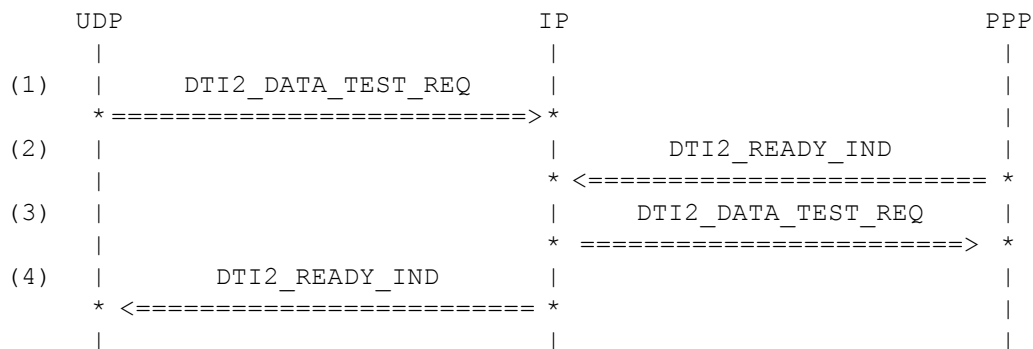 UDP IP PPP
| | |
(1) | DTI2_DATA_TEST_REQ | |
* ==========================> * |
(2) | | DTI2_READY_IND |
| * <========================= * 
(3) | | DTI2_DATA_TEST_REQ |
| * ========================> *
(4) | DTI2_READY_IND | |
* <========================== * |
| | |